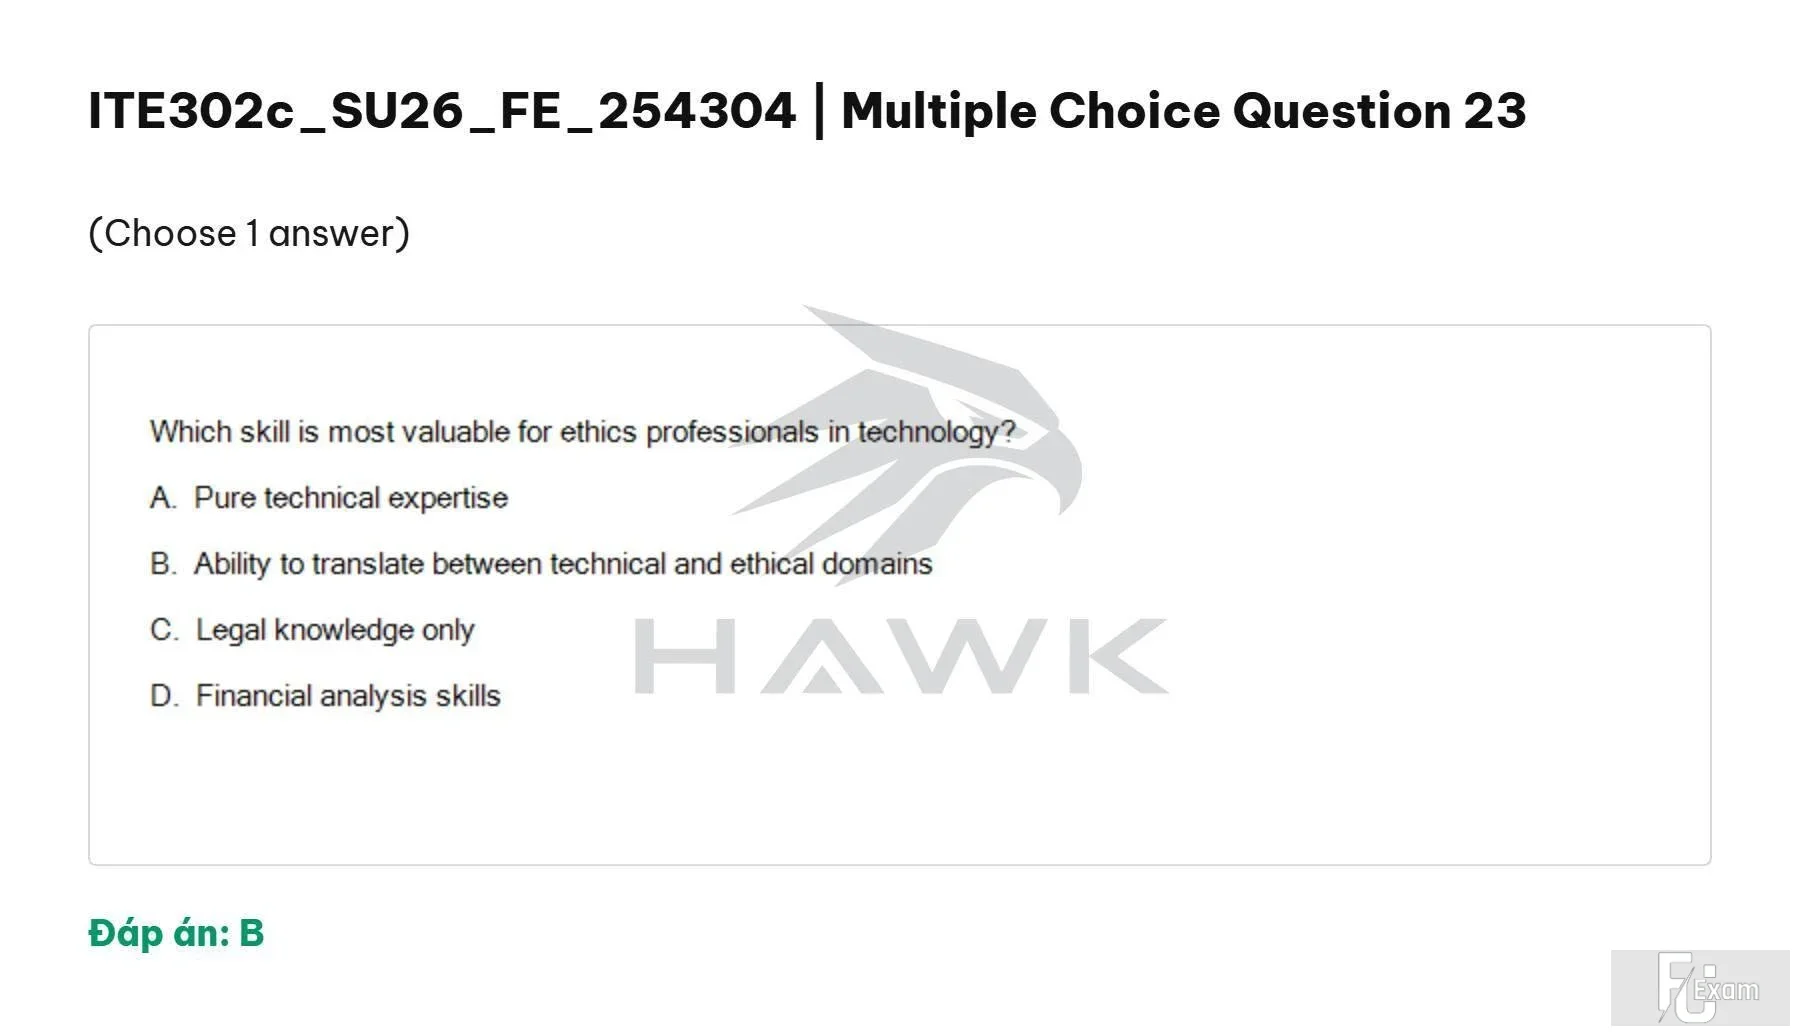 ITE302c_SU26_FE_254304 | Multiple Choice Question 23
(Choose 1 answer)
Which skill is most valuable for ethics professionals in technology?
A. Pure technical expertise
B. Ability to translate between technical and ethical domains
C. Legal knowledge only
D. Financial analysis skills
HAWK
Đáp án: B
FU Exam